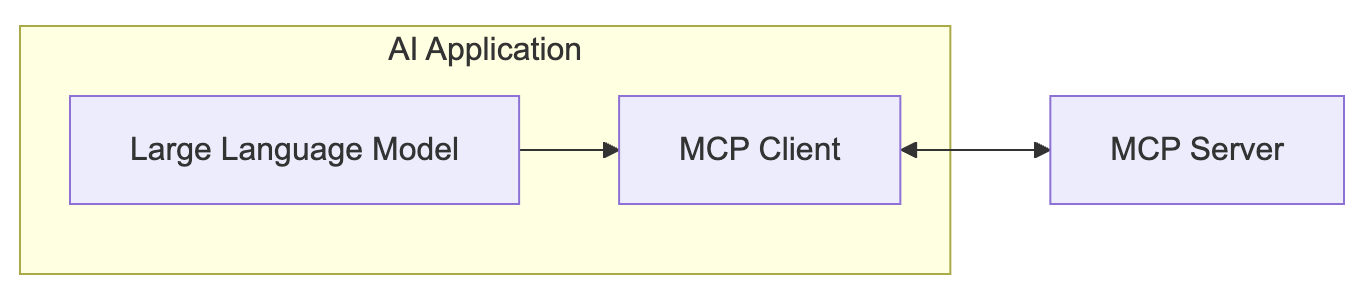 AI Application
Large Language Model
MCP Client
MCP Server